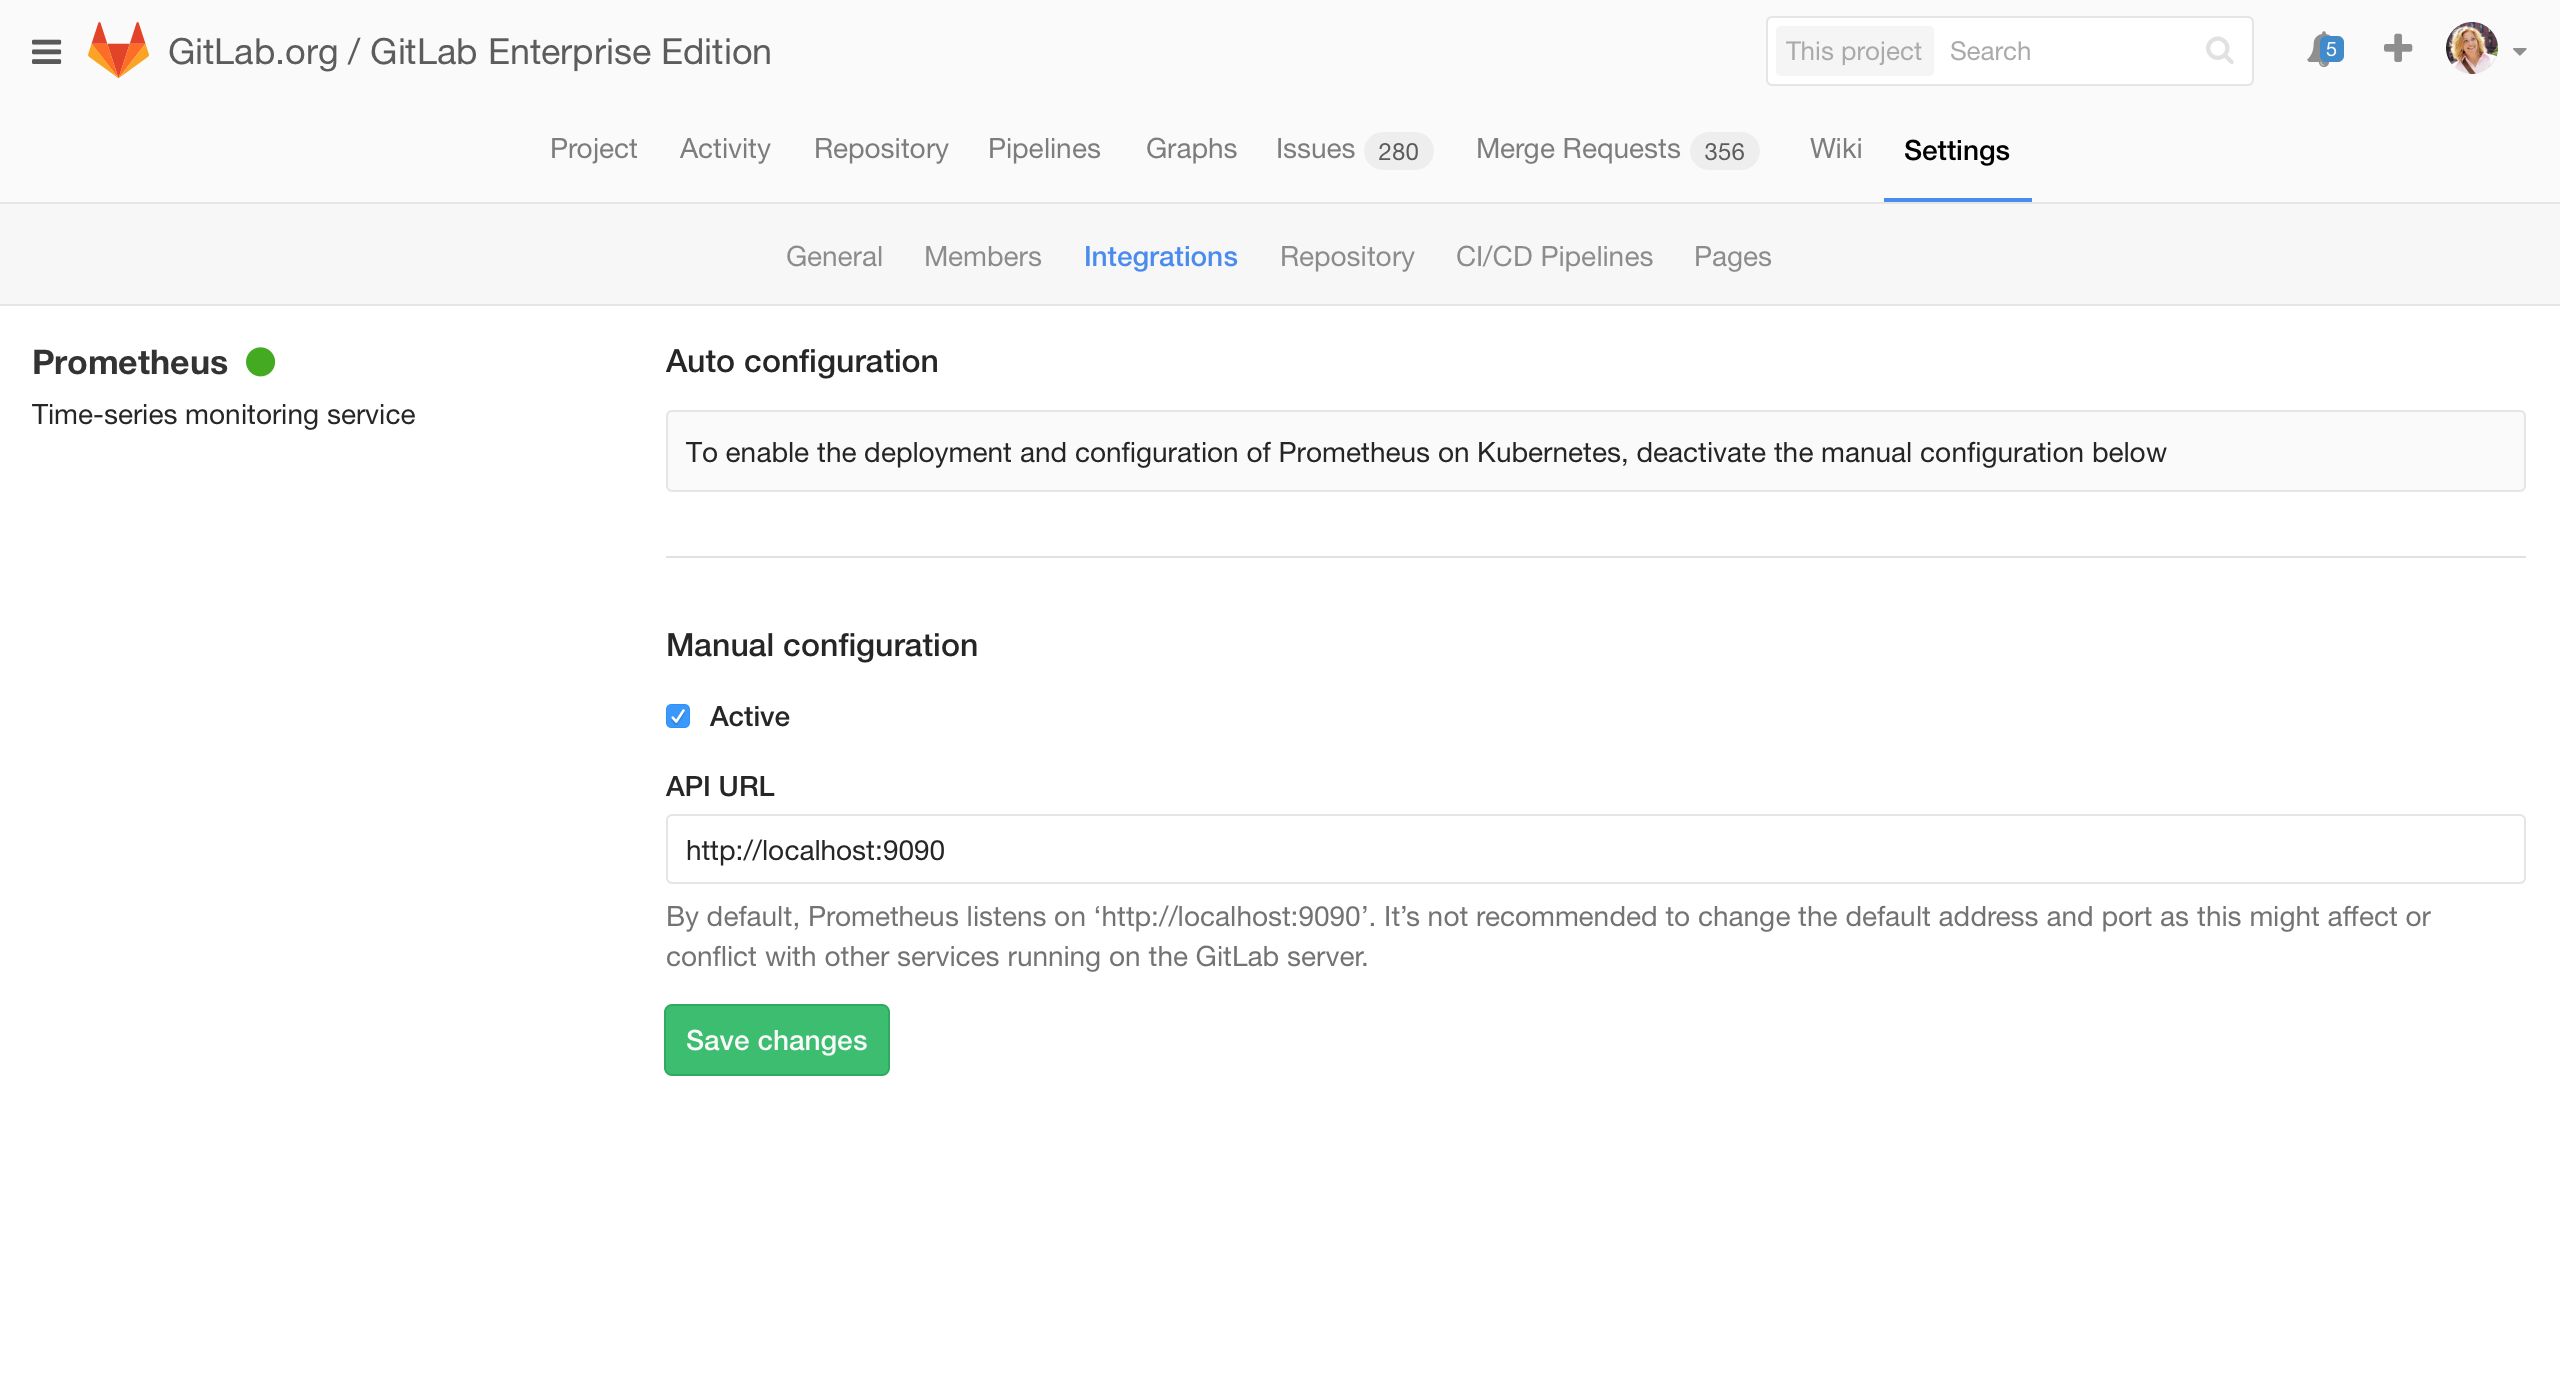 GitLab.org / GitLab Enterprise Edition
This project Search
5
Project Activity Repository Pipelines Graphs Issues 280 Merge Requests 356 Wiki Settings
General Members Integrations Repository CI/CD Pipelines Pages
Prometheus
Time-series monitoring service
Auto configuration
To enable the deployment and configuration of Prometheus on Kubernetes, deactivate the manual configuration below
Manual configuration
Active
API URL
http://localhost:9090
By default, Prometheus listens on ‘http://localhost:9090’. It’s not recommended to change the default address and port as this might affect or
conflict with other services running on the GitLab server.
Save changes